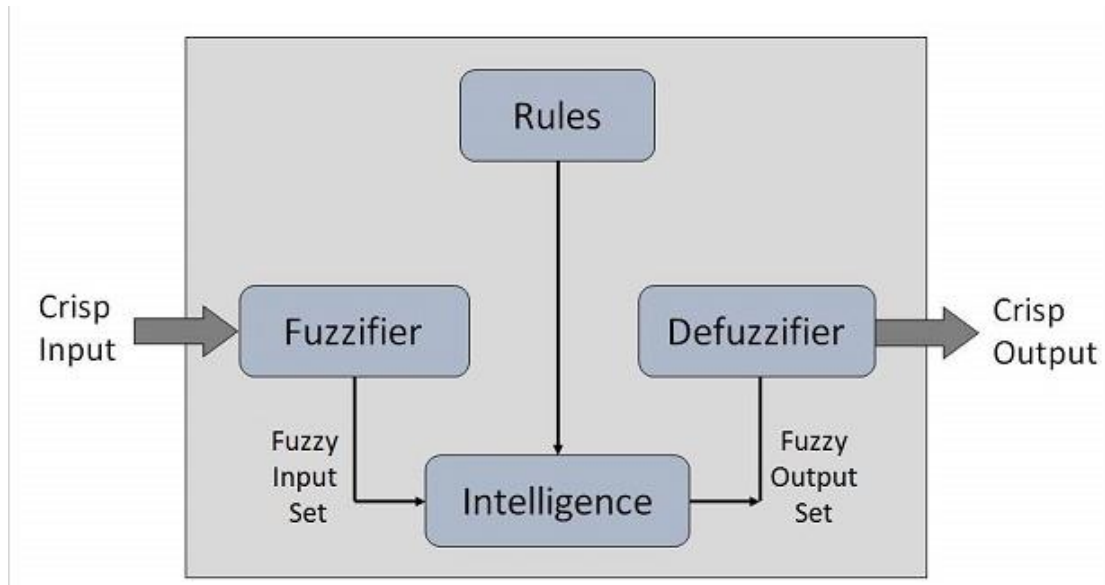 Rules
Crisp
Input
Fuzzifier
Defuzzifier
Crisp
Output
Fuzzy
Input
Set
Intelligence
Fuzzy
Output
Set